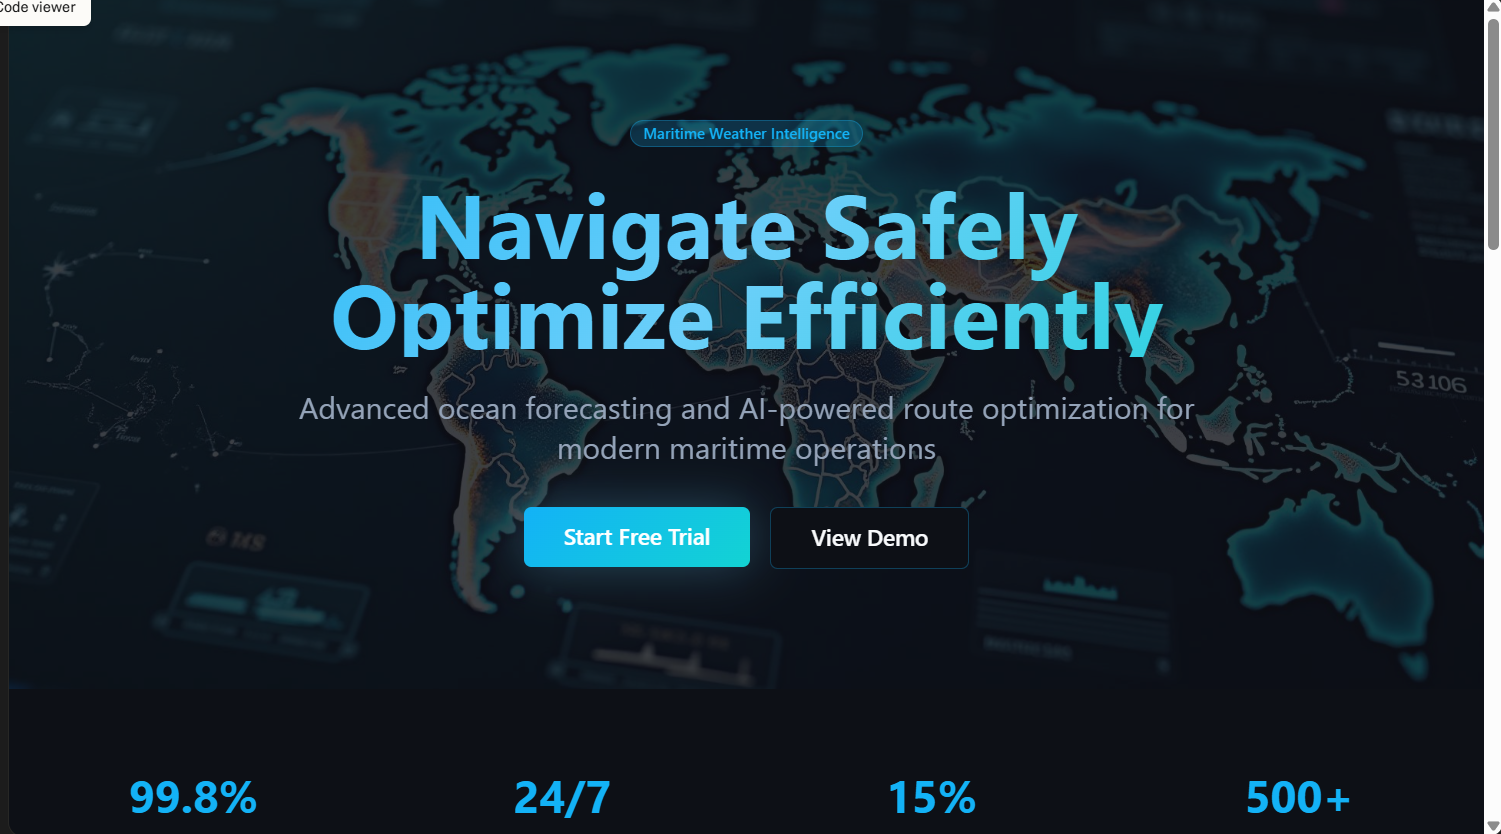 Code viewer
Maritime Weather Intelligence
Navigate Safely
Optimize Efficiently
Advanced ocean forecasting and AI-powered route optimization for
modern maritime operations
53106
Start Free Trial
View Demo
99.8%
24/7
15%
500+